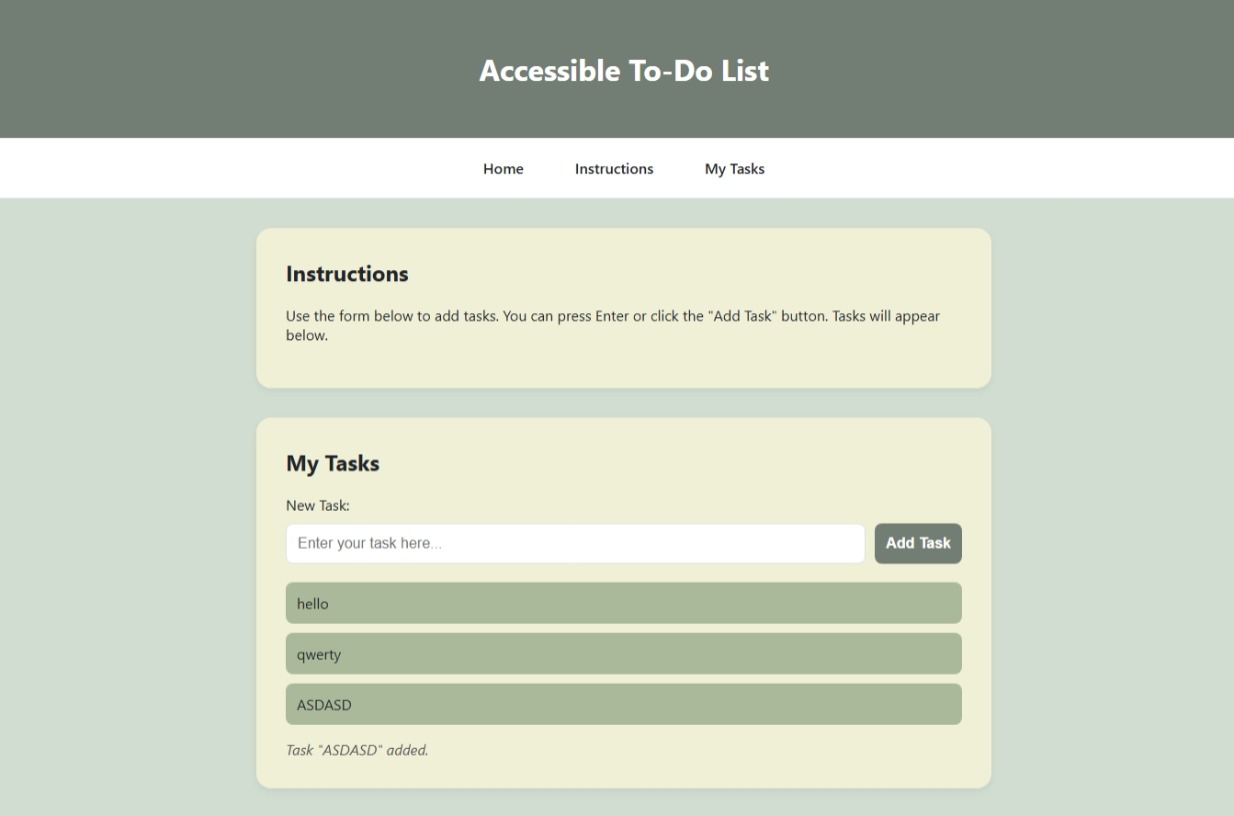 Accessible To-Do List
Home Instructions My Tasks
Instructions
Use the form below to add tasks. You can press Enter or click the "Add Task" button. Tasks will appear
below.
My Tasks
New Task:
Enter your task here... Add Task
hello
qwerty
ASDASD
Task "ASDASD" added.